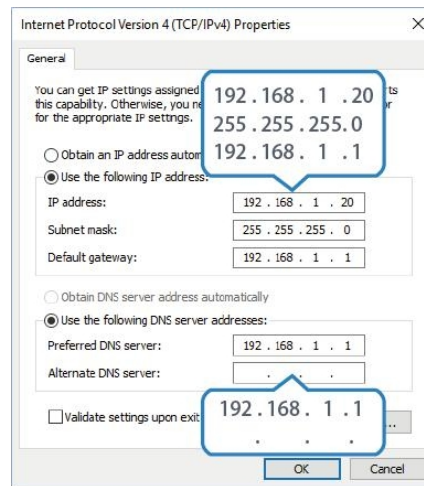 Internet Protocol Version 4 (TCP/IPv4) Properties
General
You can get IP settings assigned
this capability. Otherwise, you
for the appropriate IP settings.
192.168. 1 .20
255.255.255.0
192.168. 1 .1
Obtain an IP address
Use the following IP address:
IP address: 192 . 168 . 1 . 20
Subnet mask: 255 . 255 . 255 . 0
Default gateway: 192 . 168 . 1 . 1
Obtain DNS server address automatically
Use the following DNS server addresses:
Preferred DNS server: 192 . 168 . 1 . 1
Alternate DNS server: . . .
192.168. 1 .1
. . .
Validate settings upon exit
...
OK Cancel